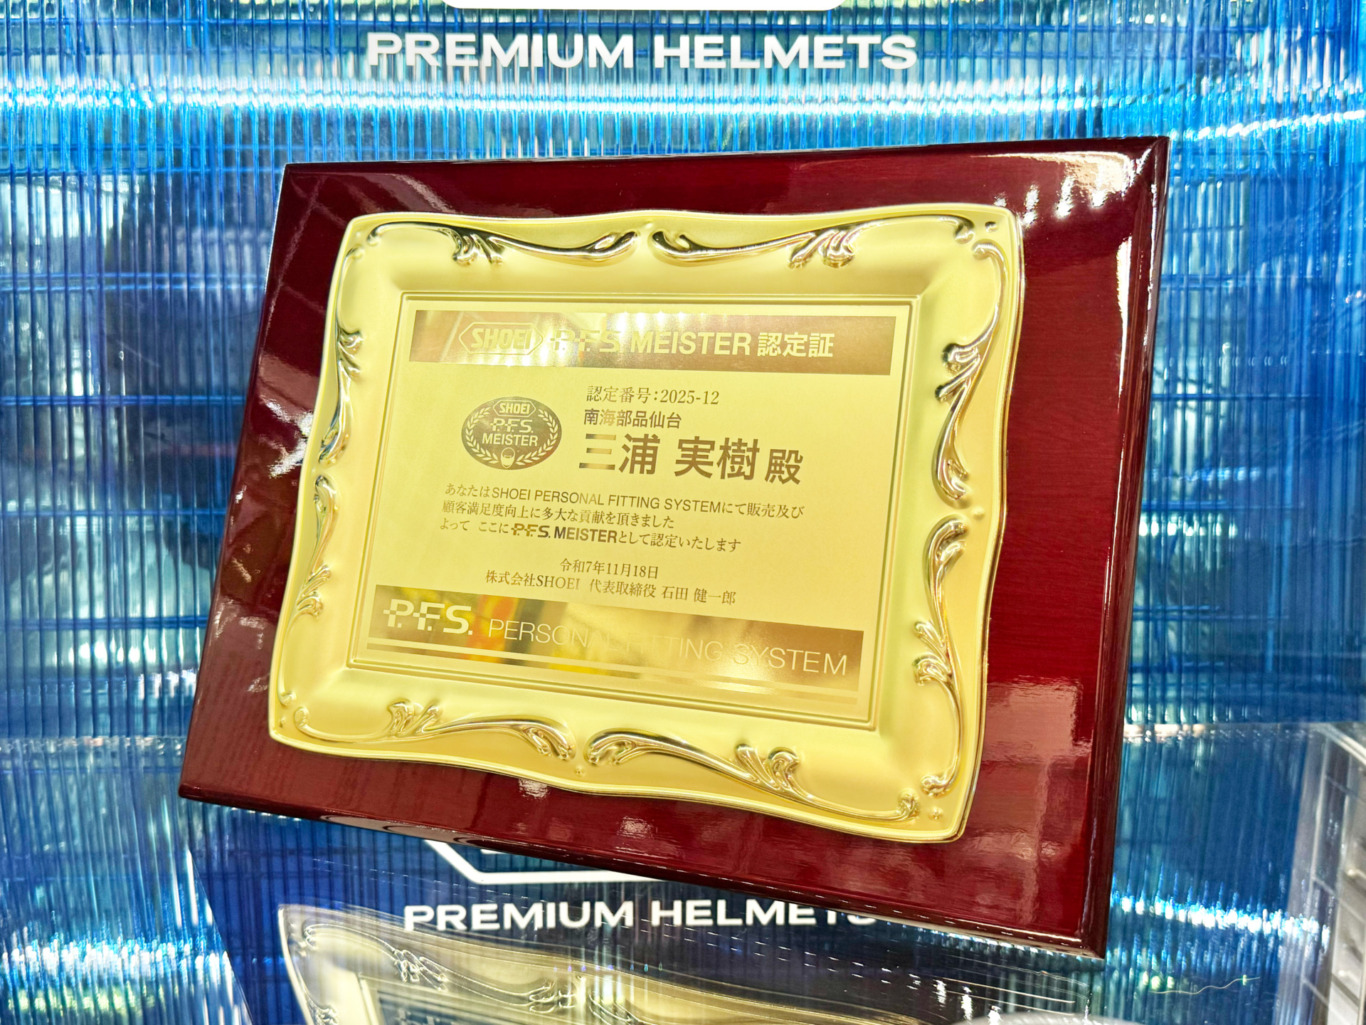 PREMIUM HELMETS
SHOEI P.F.S. MEISTER 認定証
認定番号：2025-12
南海部品仙台
SHOEI
P.F.S.
MEISTER
三浦 実樹 殿
あなたはSHOEI PERSONAL FITTING SYSTEMにて販売及び
顧客満足度向上に多大な貢献を頂きました
よって ここにP.F.S. MEISTERとして認定いたします
令和7年11月18日
株式会社SHOEI 代表取締役 石田 健一郎
P.F.S. PERSONAL FITTING SYSTEM
PREMIUM HELMETS